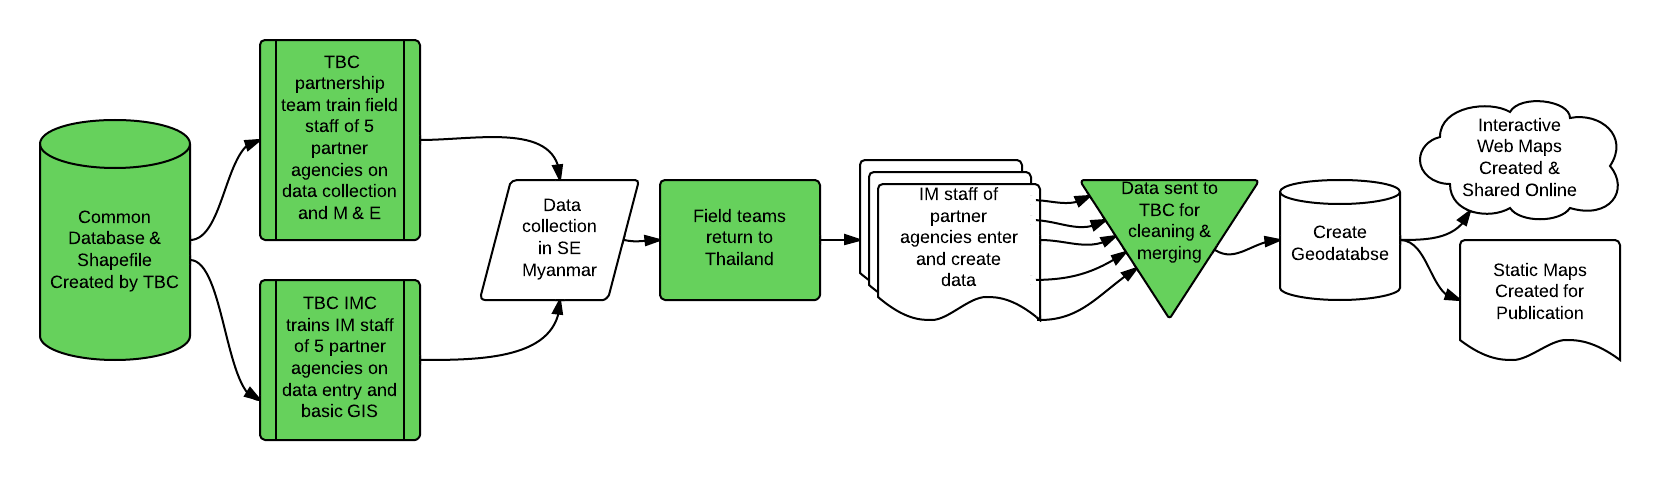 Common
Database &
Shapefile
Created by TBC
TBC
partnership
team train field
staff of 5
partner
agencies on
data collection
and M & E
TBC IMC
trains IM staff
of 5 partner
agencies on
data entry and
basic GIS
Data
collection
in SE
Myanmar
Field teams
return to
Thailand
IM staff of
partner
agencies enter
and create
data
Data sent to
TBC for
cleaning &
merging
Create
Geodatabse
Interactive
Web Maps
Created &
Shared Online
Static Maps
Created for
Publication